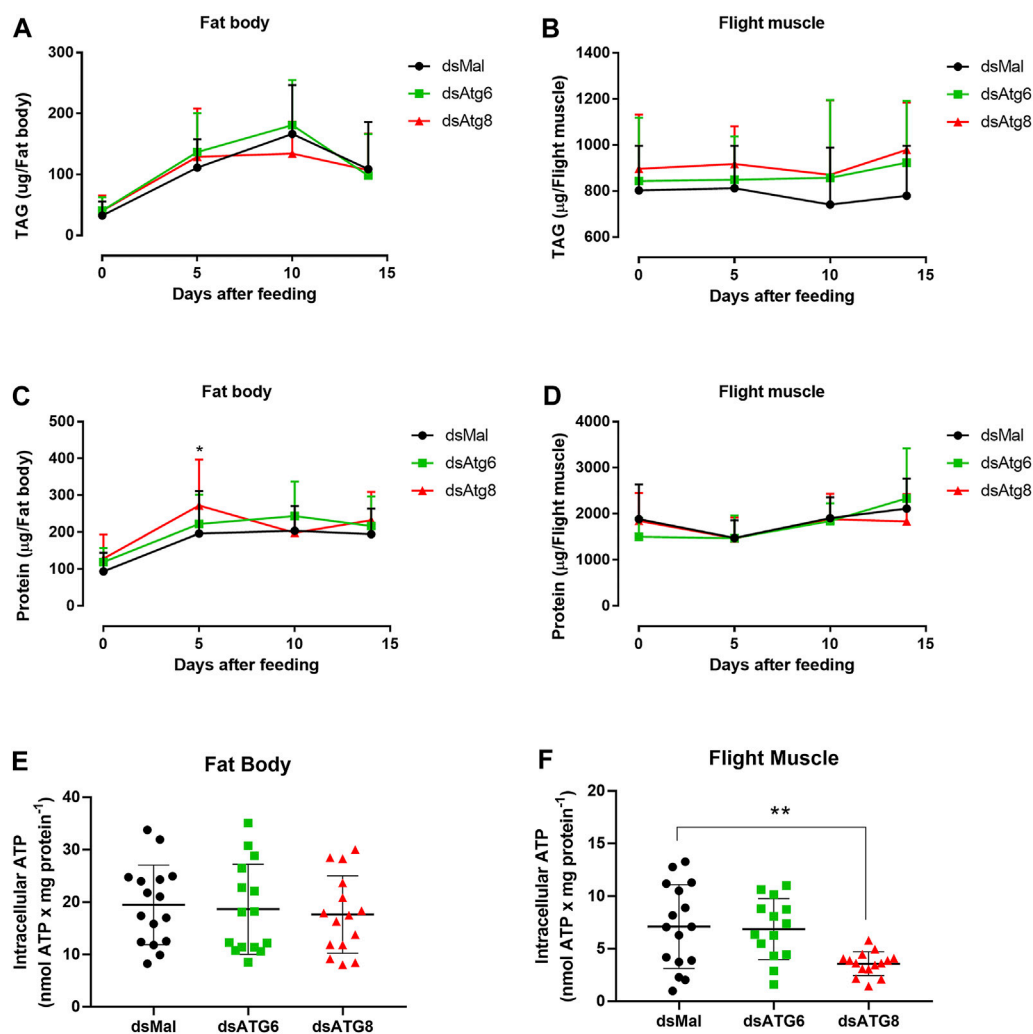 A
Fat body
TAG (ug/Fat body)
300
200
100
0
0 5 10 15
Days after feeding
dsMal
dsAtg6
dsAtg8
B
Flight muscle
TAG (μg/Flight muscle)
1400
1200
1000
800
600
0 5 10 15
Days after feeding
dsMal
dsAtg6
dsAtg8
C
Fat body
Protein (μg/Fat body)
500
400
300
200
100
0
*
0 5 10 15
Days after feeding
dsMal
dsAtg6
dsAtg8
D
Flight muscle
Protein (μg/Flight muscle)
4000
3000
2000
1000
0
0 5 10 15
Days after feeding
dsMal
dsAtg6
dsAtg8
E
Fat Body
Intracellular ATP
(nmol ATP x mg protein⁻¹)
40
30
20
10
0
dsMal dsATG6 dsATG8
F
Flight Muscle
Intracellular ATP
(nmol ATP x mg protein⁻¹)
20
15
10
5
0
**
dsMal dsATG6 dsATG8